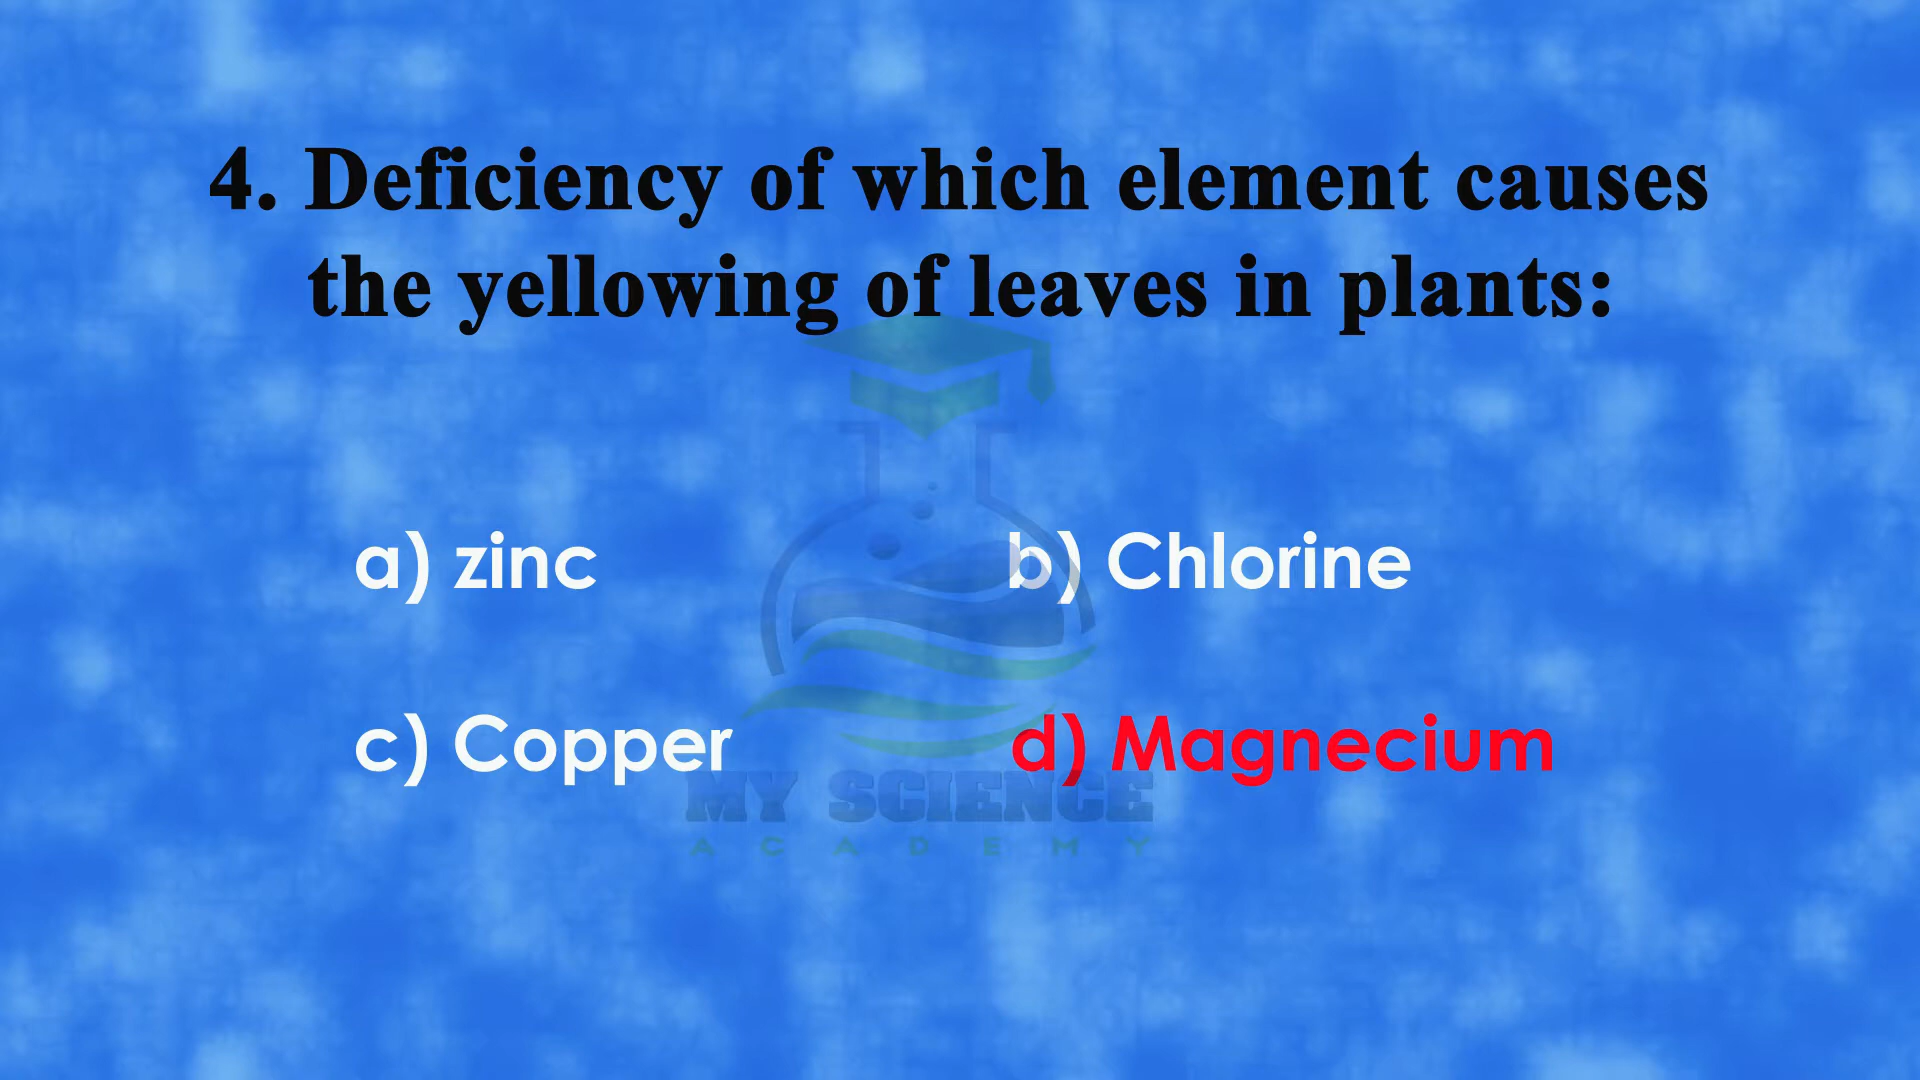 4. Deficiency of which element causes
the yellowing of leaves in plants:
a) zinc b) Chlorine
c) Copper d) Magnecium
MY SCIENCE
ACADEMY